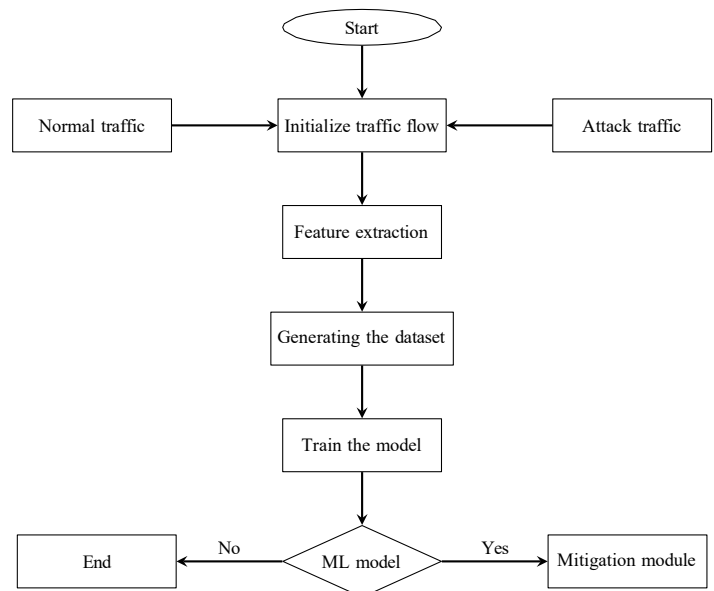 Start
Normal traffic
Initialize traffic flow
Attack traffic
Feature extraction
Generating the dataset
Train the model
End
No
ML model
Yes
Mitigation module